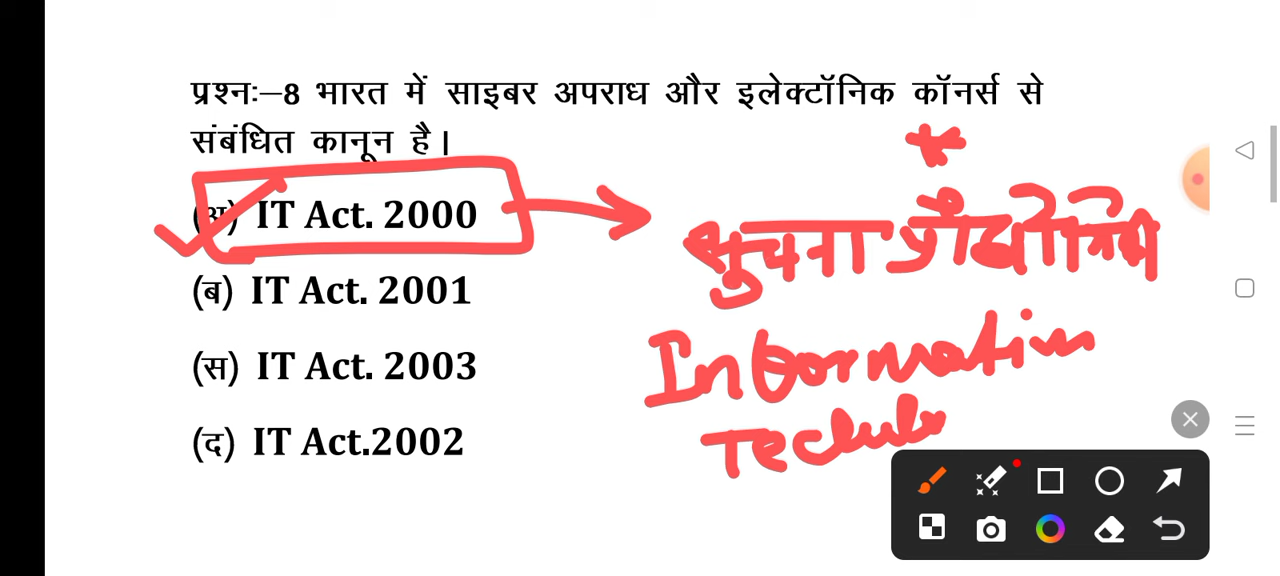 प्रश्नः–8 भारत में साइबर अपराध और इलेक्टॉनिक कॉनर्स से
संबंधित कानून है।
(अ) IT Act. 2000
सुचना प्रौद्योगिकी
(ब) IT Act. 2001
Information
(स) IT Act. 2003
(द) IT Act.2002